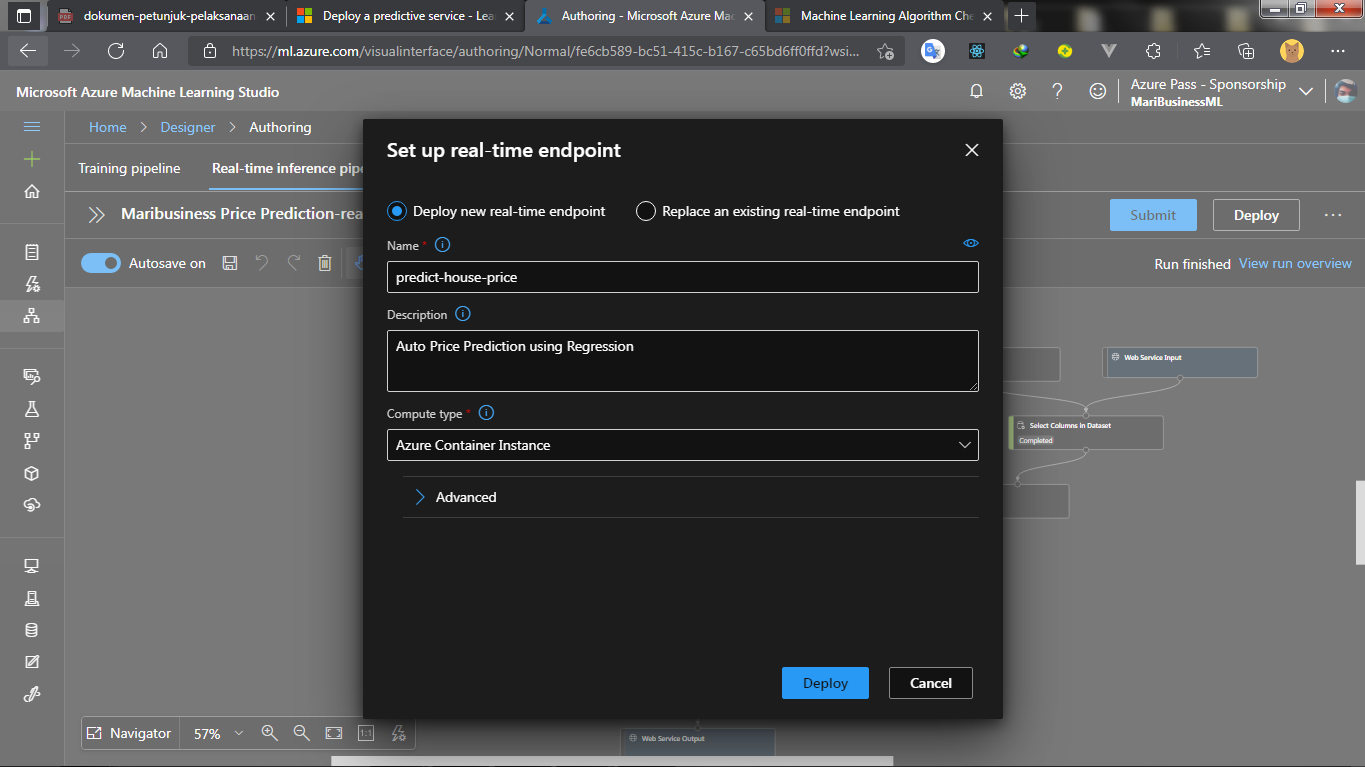 dokumen-petunjuk-pelaksanaan
Deploy a predictive service - Lea
Authoring - Microsoft Azure Mac
Machine Learning Algorithm Che
https://ml.azure.com/visualinterface/authoring/Normal/fe6cb589-bc51-415c-b167-c65bd6ff0ffd?wsi...
Microsoft Azure Machine Learning Studio
Azure Pass - Sponsorship
MariBusinessML
Home > Designer > Authoring
Training pipeline
Real-time inference pipe
Maribusiness Price Prediction-rea
Submit
Deploy
Autosave on
Run finished View run overview
Set up real-time endpoint
Deploy new real-time endpoint
Replace an existing real-time endpoint
Name *
predict-house-price
Description
Auto Price Prediction using Regression
Compute type *
Azure Container Instance
Advanced
Deploy
Cancel
Web Service Input
Select Columns in Dataset
Completed
Navigator
57%
1:1
Web Service Output